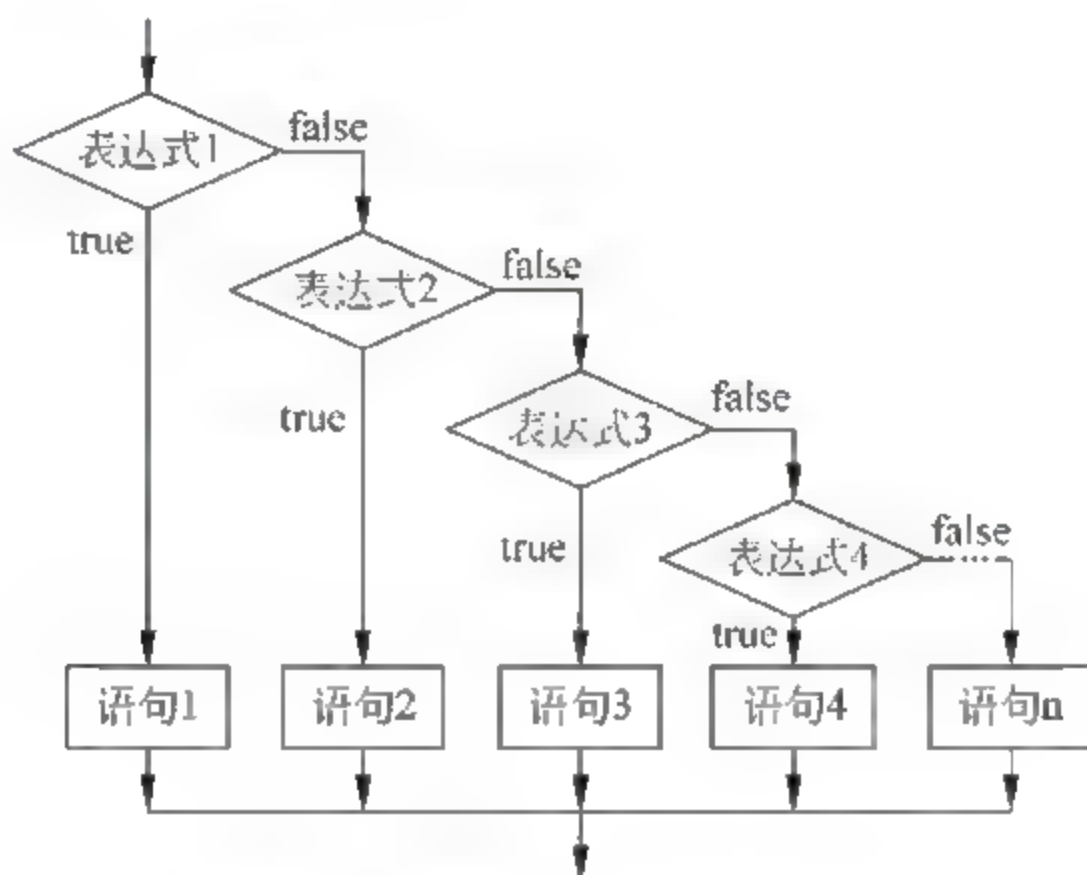 false
表达式1
true
false
表达式2
true
false
表达式3
true
false
表达式4
true
语句1
语句2
语句3
语句4
语句n